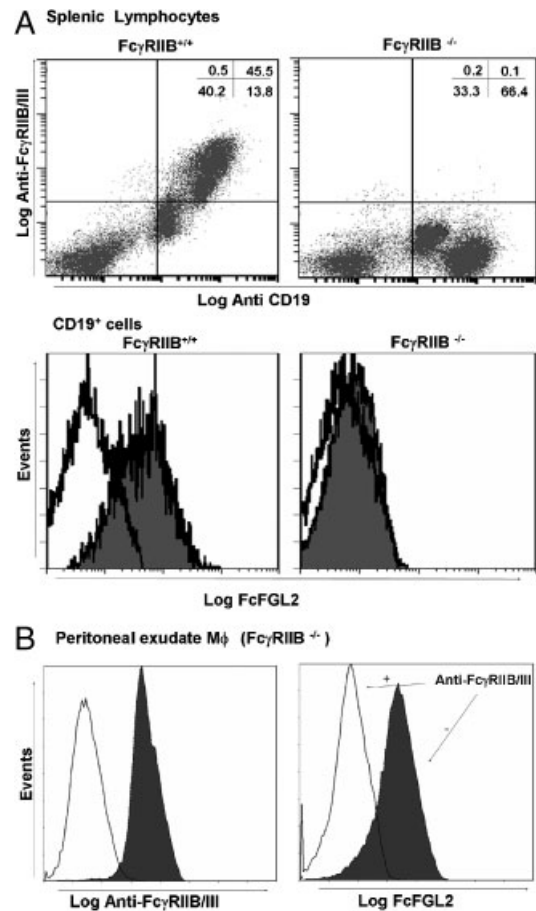 A Splenic Lymphocytes
FcγRIIB+/+
FcγRIIB -/-
0.5 45.5
40.2 13.8
0.2 0.1
33.3 66.4
Log Anti-FcγRIIB/III
Log Anti CD19
CD19+ cells
FcγRIIB+/+
FcγRIIB -/-
Events
Log FcFGL2
B Peritoneal exudate Mϕ (FcγRIIB -/-)
Anti-FcγRIIB/III
+
-
Events
Log Anti-FcγRIIB/III
Log FcFGL2